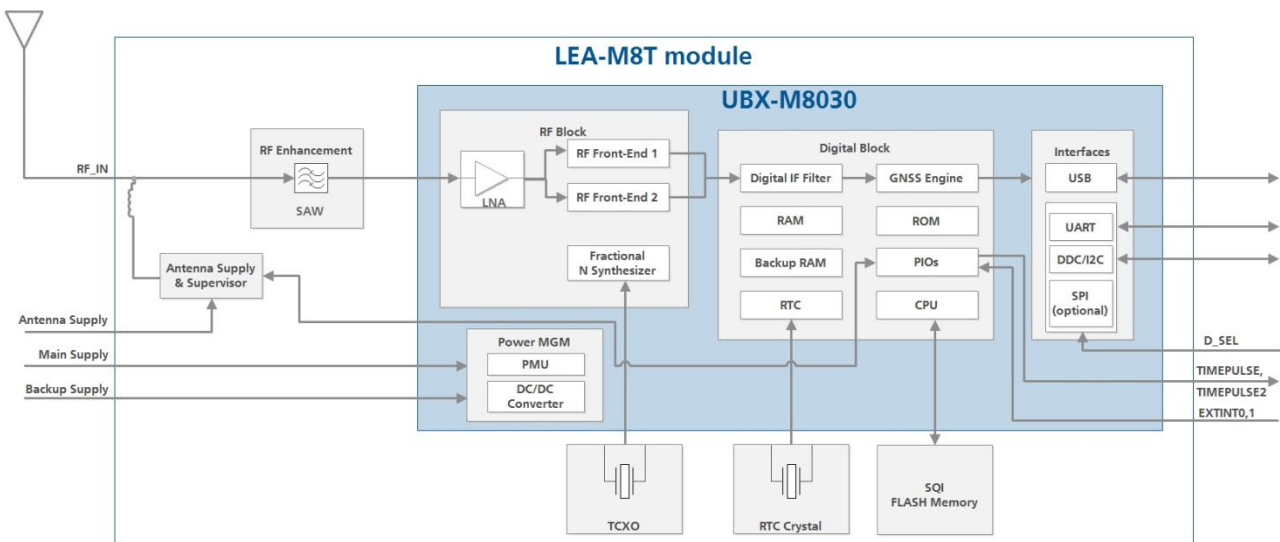 LEA-M8T module
UBX-M8030
RF_IN
RF Enhancement
SAW
RF Block
LNA
RF Front-End 1
RF Front-End 2
Fractional
N Synthesizer
Digital Block
Digital IF Filter
GNSS Engine
RAM
ROM
Backup RAM
PIOs
RTC
CPU
Interfaces
USB
UART
DDC/I2C
SPI
(optional)
Antenna Supply
& Supervisor
Antenna Supply
Main Supply
Backup Supply
Power MGM
PMU
DC/DC
Converter
D_SEL
TIMEPULSE,
TIMEPULSE2
EXTINT0,1
TCXO
RTC Crystal
SQI
FLASH Memory